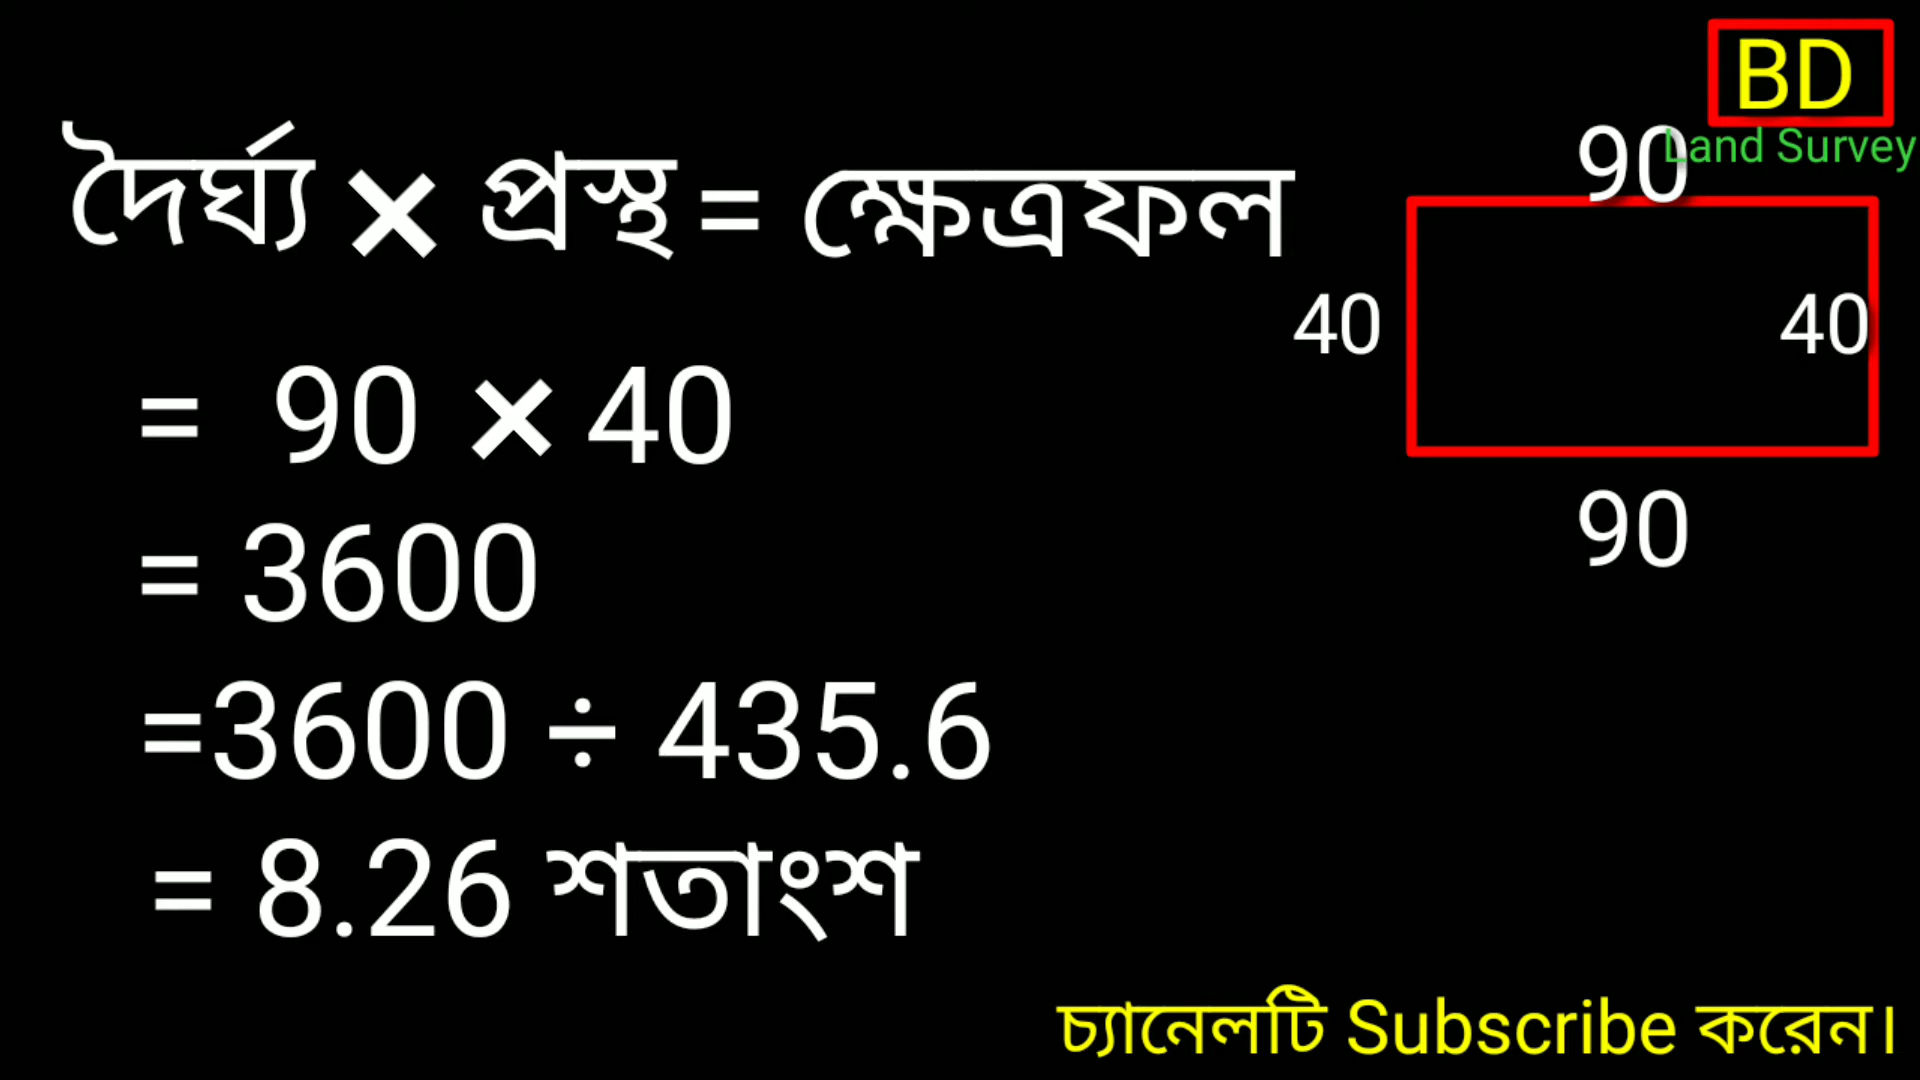 BD
Land Survey
দৈর্ঘ্য × প্রস্থ = ক্ষেত্রফল
90
40
40
= 90 × 40
90
= 3600
=3600 ÷ 435.6
= 8.26 শতাংশ
চ্যানেলটি Subscribe করেন।